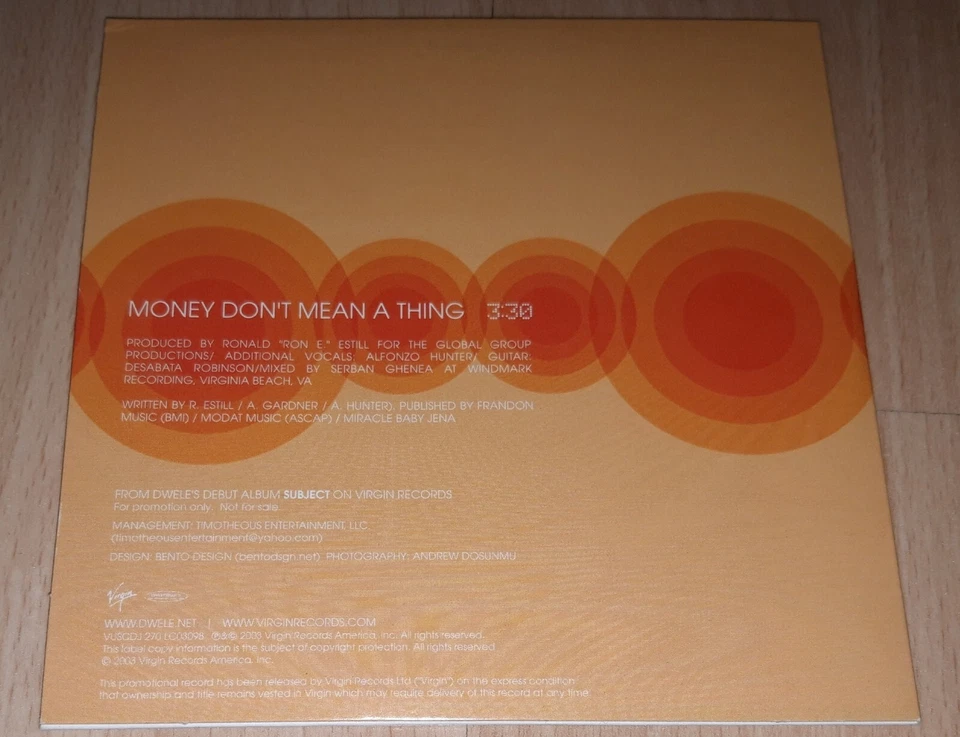 MONEY DON'T MEAN A THING 3:30
PRODUCED BY RONALD "RON E." ESTILL FOR THE GLOBAL GROUP
PRODUCTIONS/ ADDITIONAL VOCALS: ALFONZO HUNTER/ GUITAR:
DESABATA ROBINSON/MIXED BY SERBAN GHENEA AT WINDMARK
RECORDING, VIRGINIA BEACH, VA
WRITTEN BY R. ESTILL / A. GARDNER / A. HUNTER). PUBLISHED BY FRANDON
MUSIC (BMI) / MODAT MUSIC (ASCAP) / MIRACLE BABY JENA
FROM DWELE'S DEBUT ALBUM SUBJECT ON VIRGIN RECORDS
For promotion only. Not for sale.
MANAGEMENT: TIMOTHEOUS ENTERTAINMENT, LLC
(timotheousentertainment@yahoo.com)
DESIGN: BENTO DESIGN (bentodsgn.net) PHOTOGRAPHY: ANDREW DOSUNMU
Virgin
WWW.DWELE.NET | WWW.VIRGINRECORDS.COM
VUSCDJ 270 LC03098 ℗&© 2003 Virgin Records America, Inc. All rights reserved.
This label copy information is the subject of copyright protection. All rights reserved.
© 2003 Virgin Records America, Inc.
This promotional record has been released by Virgin Records Ltd ("Virgin") on the express condition
that ownership and title remains vested in Virgin which may require delivery of this record at any time.